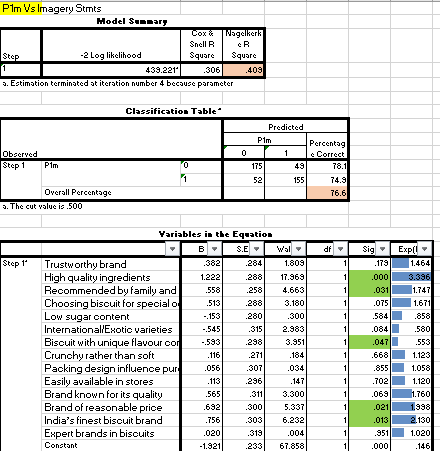 P1m Vs Imagery Stmts
Model Summary
Step -2 Log likelihood Cox & Snell R Square Nagelkerk e R Square
1 439.221a .306 .409
a. Estimation terminated at iteration number 4 because parameter
Classification Table a
Observed Predicted
P1m Percentag e Correct
0 1
Step 1 P1m 0 175 49 78.1
1 52 155 74.9
Overall Percentage 76.6
a. The cut value is .500
Variables in the Equation
B S.E Wal df Sig Exp(
Step 1a Trustworthy brand .382 .284 1.809 1 .179 1.464
High quality ingredients 1.222 .288 17.969 1 .000 3.396
Recommended by family and .558 .258 4.663 1 .031 1.747
Choosing biscuit for special o .513 .288 3.180 1 .075 1.671
Low sugar content -.153 .280 .300 1 .584 .858
International/Exotic varieties -.545 .315 2.983 1 .084 .580
Biscuit with unique flavour cor -.593 .298 3.951 1 .047 .553
Crunchy rather than soft .116 .271 .184 1 .668 1.123
Packing design influence pur .056 .307 .034 1 .855 1.058
Easily available in stores .113 .296 .147 1 .702 1.120
Brand known for its quality .565 .311 3.300 1 .069 1.760
Brand of reasonable price .692 .300 5.337 1 .021 1.998
India's finest biscuit brand .756 .303 6.232 1 .013 2.130
Expert brands in biscuits .020 .319 .004 1 .951 1.020
Constant -1.921 .233 67.858 1 .000 .146